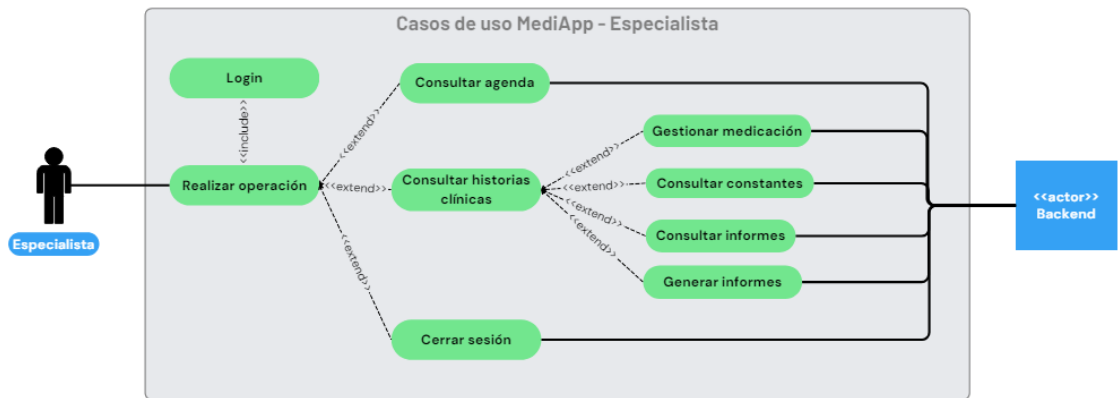 Casos de uso MediApp - Especialista
Login
<<include>>
Realizar operación
Especialista
<<extend>>
<<extend>>
<<extend>>
Consultar agenda
Consultar historias
clínicas
Cerrar sesión
<<extend>>
<<extend>>
<<extend>>
<<extend>>
Gestionar medicación
Consultar constantes
Consultar informes
Generar informes
<<actor>>
Backend